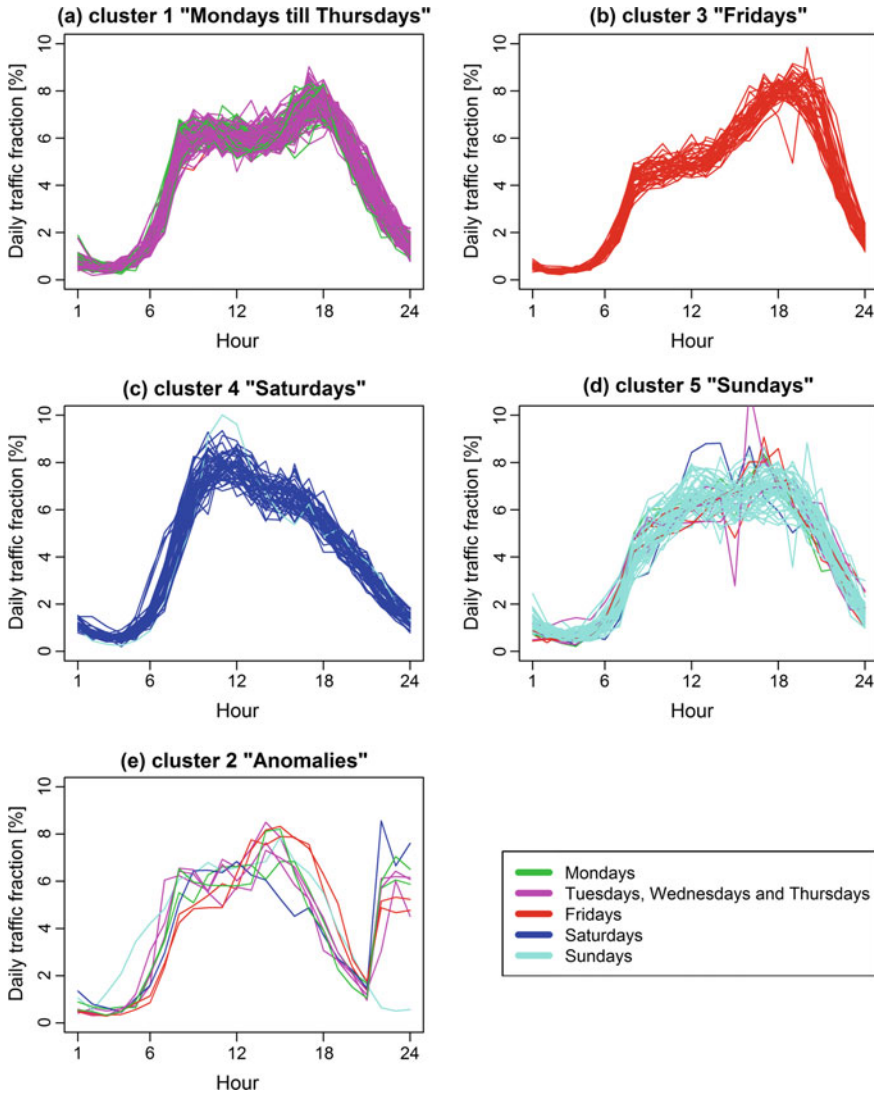 (a) cluster 1 "Mondays till Thursdays"
Daily traffic fraction [%]
0 2 4 6 8 10
1 6 12 18 24
Hour
(b) cluster 3 "Fridays"
Daily traffic fraction [%]
0 2 4 6 8 10
1 6 12 18 24
Hour
(c) cluster 4 "Saturdays"
Daily traffic fraction [%]
0 2 4 6 8 10
1 6 12 18 24
Hour
(d) cluster 5 "Sundays"
Daily traffic fraction [%]
0 2 4 6 8 10
1 6 12 18 24
Hour
(e) cluster 2 "Anomalies"
Daily traffic fraction [%]
0 2 4 6 8 10
1 6 12 18 24
Hour
Mondays
Tuesdays, Wednesdays and Thursdays
Fridays
Saturdays
Sundays